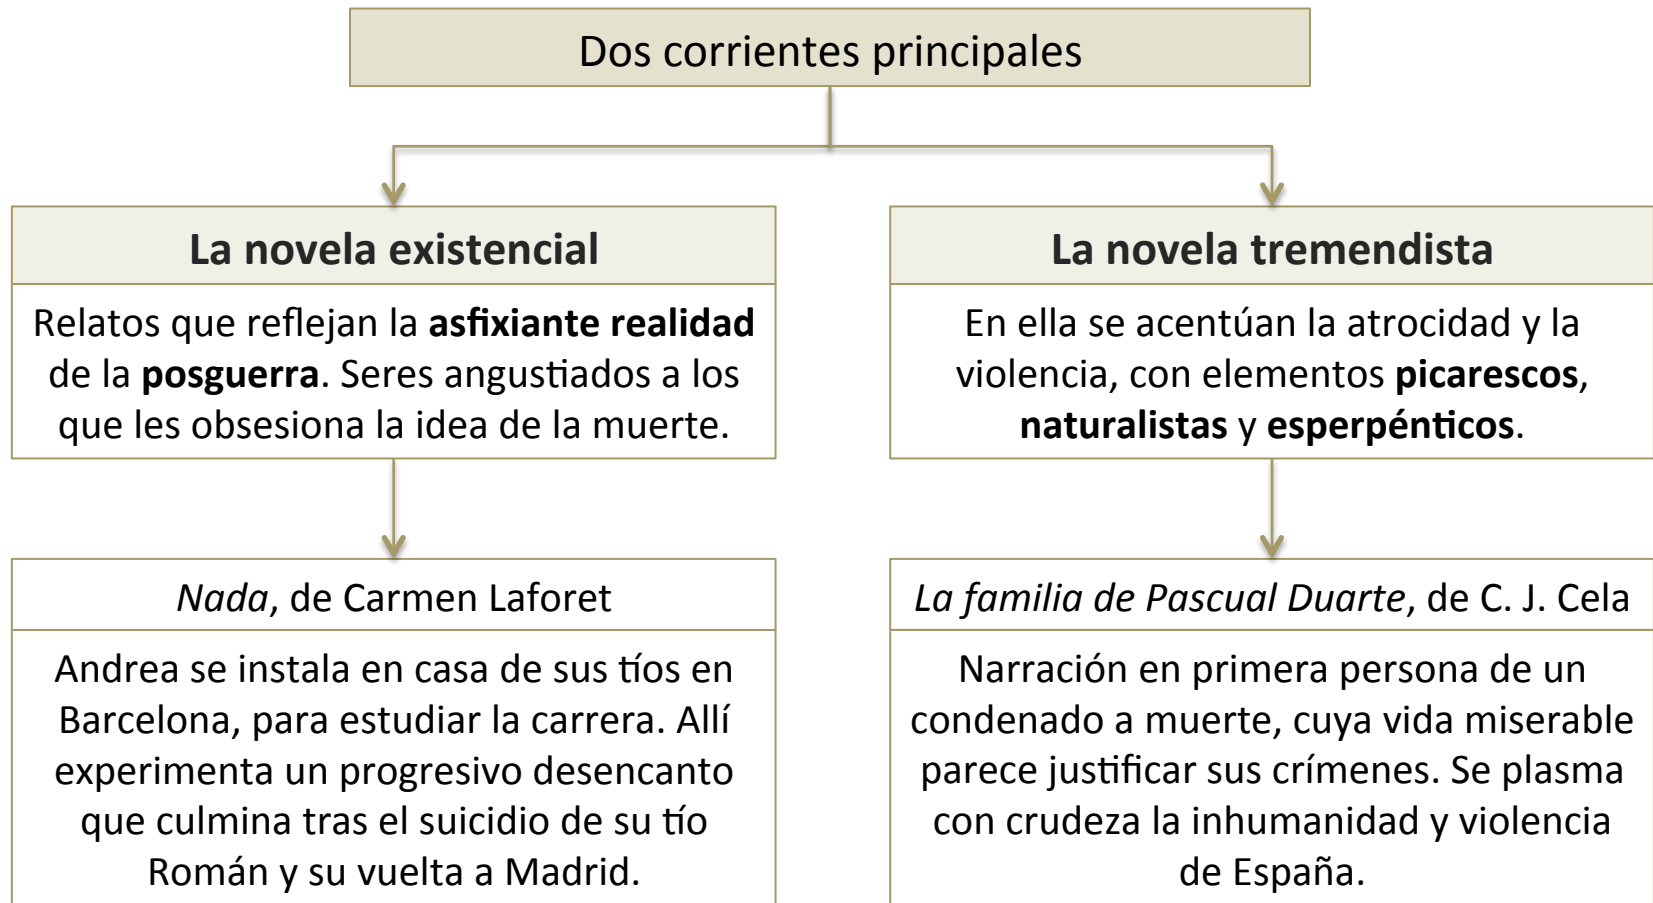 Dos corrientes principales
La novela existencial
Relatos que reflejan la asfixiante realidad
de la posguerra. Seres angustiados a los
que les obsesiona la idea de la muerte.
Nada, de Carmen Laforet
Andrea se instala en casa de sus tíos en
Barcelona, para estudiar la carrera. Allí
experimenta un progresivo desencanto
que culmina tras el suicidio de su tío
Román y su vuelta a Madrid.
La novela tremendista
En ella se acentúan la atrocidad y la
violencia, con elementos picarescos,
naturalistas y esperpénticos.
La familia de Pascual Duarte, de C. J. Cela
Narración en primera persona de un
condenado a muerte, cuya vida miserable
parece justificar sus crímenes. Se plasma
con crudeza la inhumanidad y violencia
de España.